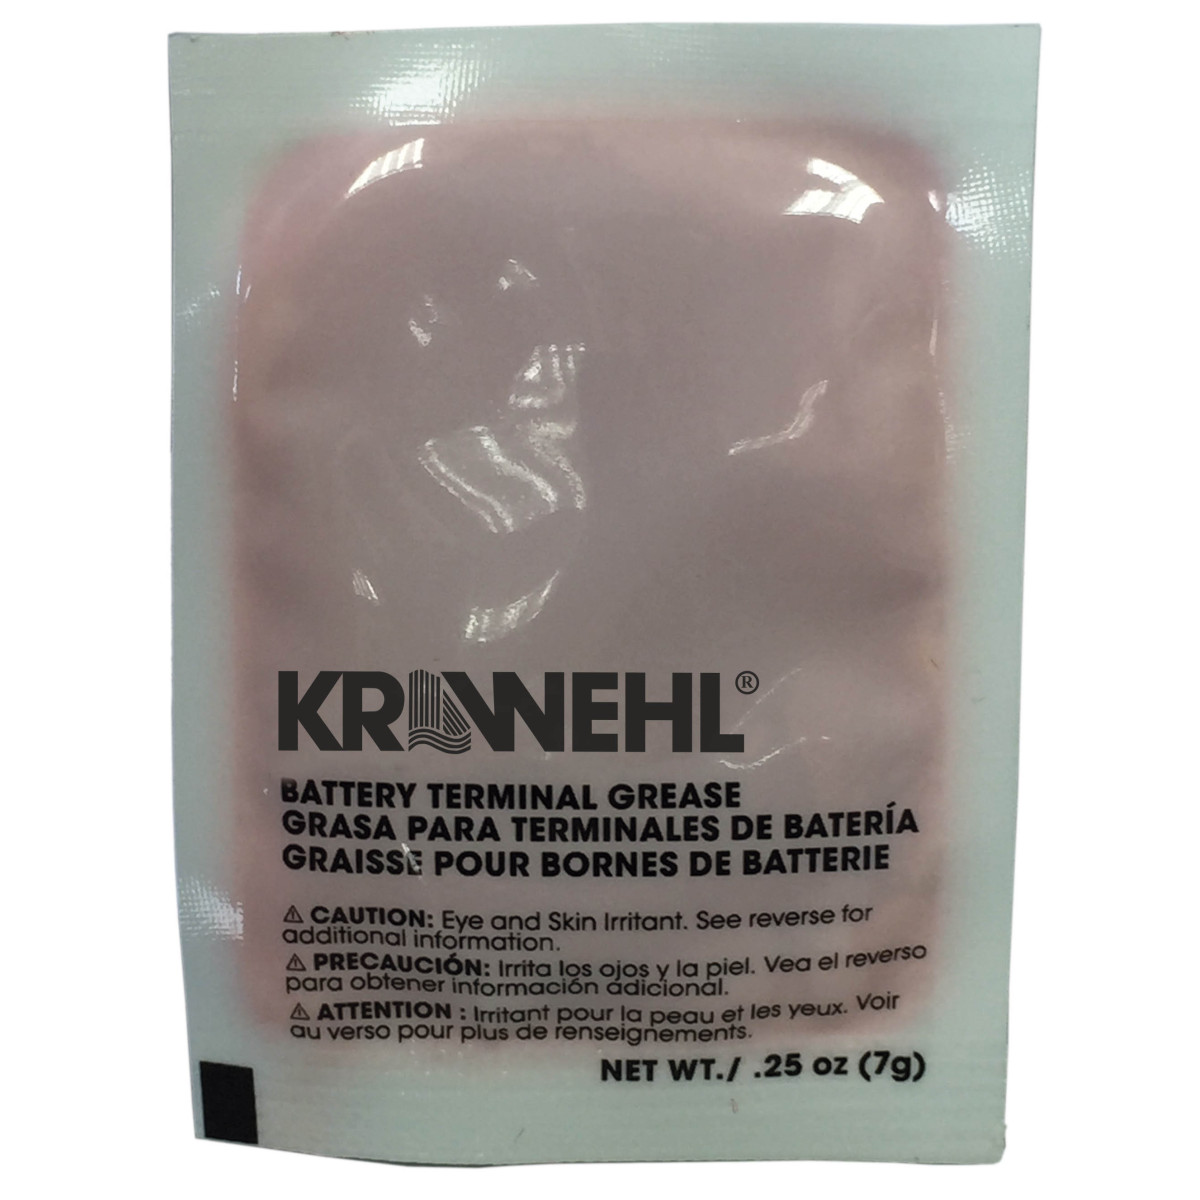 KRAWEHL®
BATTERY TERMINAL GREASE
GRASA PARA TERMINALES DE BATERÍA
GRAISSE POUR BORNES DE BATTERIE
⚠ CAUTION: Eye and Skin Irritant. See reverse for
additional information.
⚠ PRECAUCIÓN: Irrita los ojos y la piel. Vea el reverso
para obtener información adicional.
⚠ ATTENTION : Irritant pour la peau et les yeux. Voir
au verso pour plus de renseignements.
NET WT./ .25 oz (7g)